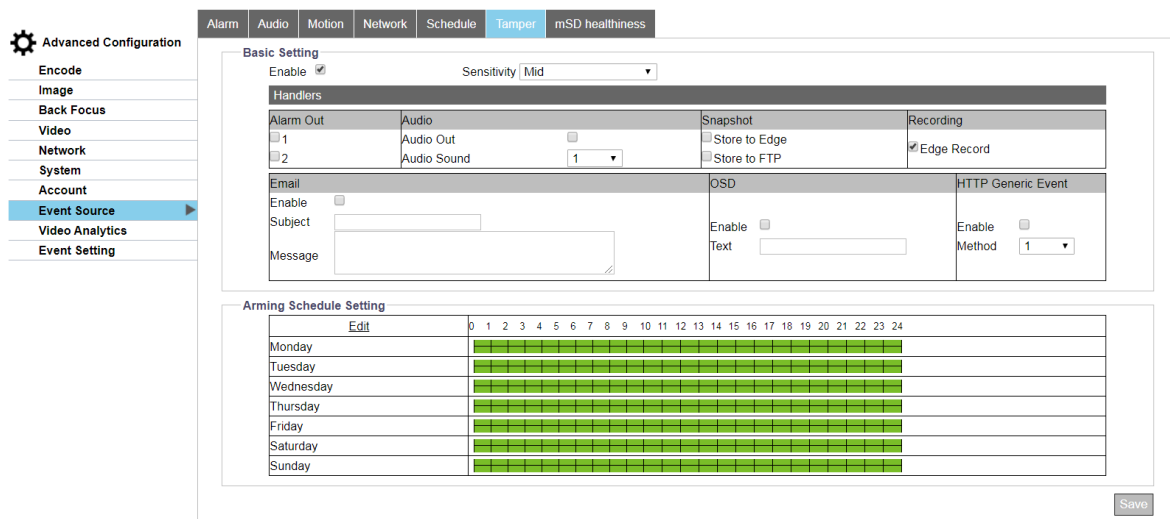 Alarm Audio Motion Network Schedule Tamper mSD healthiness
Advanced Configuration
Encode
Image
Back Focus
Video
Network
System
Account
Event Source
Video Analytics
Event Setting
Basic Setting
Enable Sensitivity Mid
Handlers
Alarm Out Audio Snapshot Recording
1 Audio Out Store to Edge
Edge Record
2 Audio Sound 1 Store to FTP
Email OSD HTTP Generic Event
Enable
Subject
Message
Enable
Text
Enable
Method 1
Arming Schedule Setting
Edit 0 1 2 3 4 5 6 7 8 9 10 11 12 13 14 15 16 17 18 19 20 21 22 23 24
Monday
Tuesday
Wednesday
Thursday
Friday
Saturday
Sunday
Save